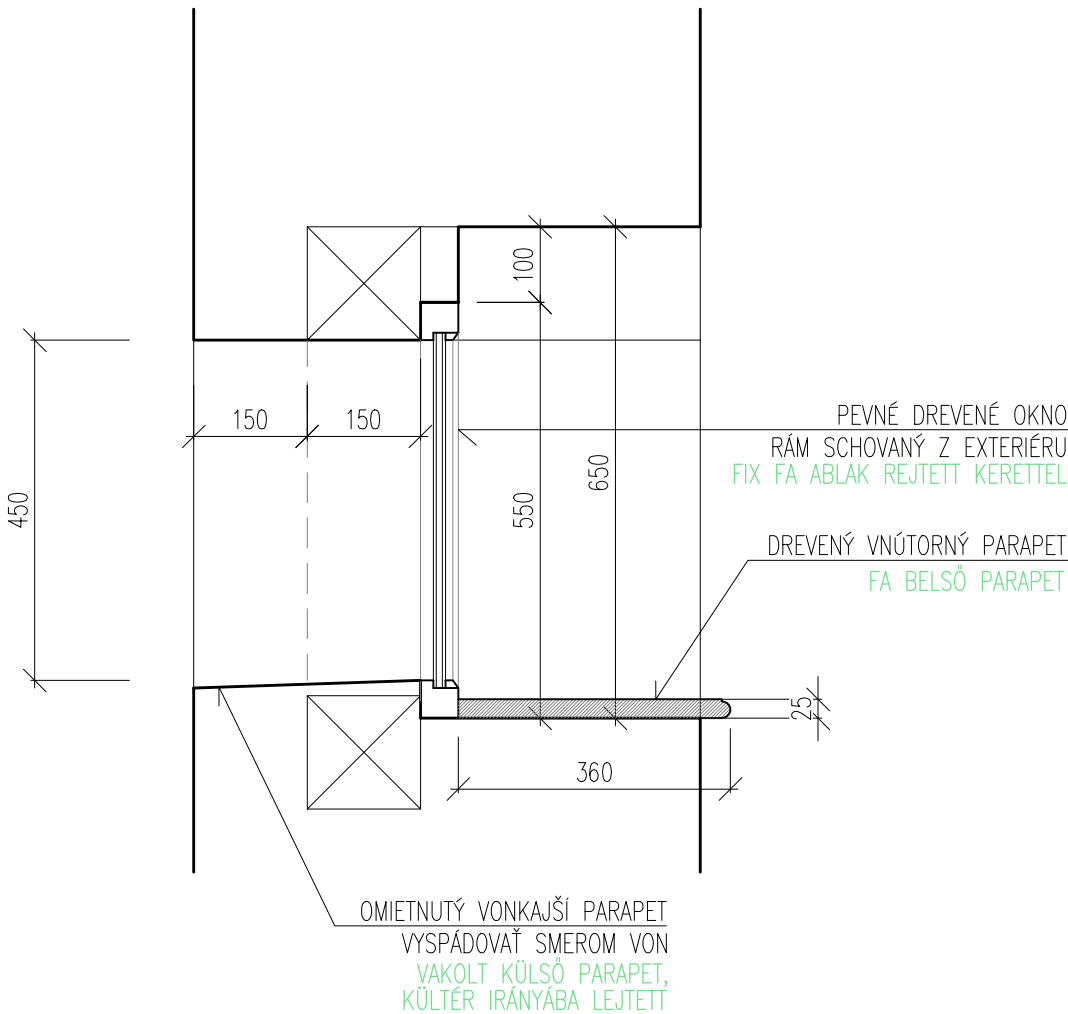 100
150
150
450
550
650
PEVNÉ DREVENÉ OKNO
RÁM SCHOVANÝ Z EXTERIÉRU
FIX FA ABLAK REJTETT KERETTEL
DREVENÝ VNÚTORNÝ PARAPET
FA BELSŐ PARAPET
25
360
OMIETNUTÝ VONKAJŠÍ PARAPET
VYSPÁDOVAŤ SMEROM VON
VAKOLT KÜLSŐ PARAPET,
KÜLTÉR IRÁNYÁBA LEJTETT